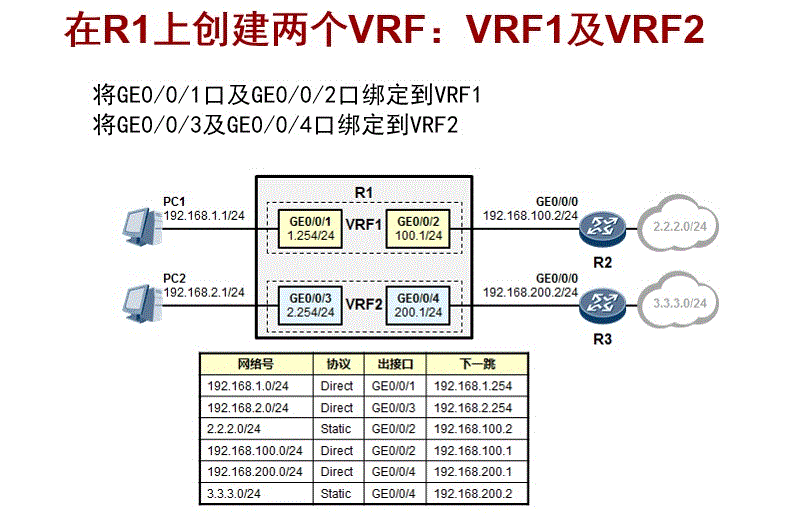 在R1上创建两个VRF：VRF1及VRF2
将GE0/0/1口及GE0/0/2口绑定到VRF1
将GE0/0/3及GE0/0/4口绑定到VRF2
R1
PC1
192.168.1.1/24
GE0/0/1
1.254/24
VRF1
GE0/0/2
100.1/24
GE0/0/0
192.168.100.2/24
2.2.2.0/24
R2
PC2
192.168.2.1/24
GE0/0/3
2.254/24
VRF2
GE0/0/4
200.1/24
GE0/0/0
192.168.200.2/24
3.3.3.0/24
R3
网络号 协议 出接口 下一跳
192.168.1.0/24 Direct GE0/0/1 192.168.1.254
192.168.2.0/24 Direct GE0/0/3 192.168.2.254
2.2.2.0/24 Static GE0/0/2 192.168.100.2
192.168.100.0/24 Direct GE0/0/2 192.168.100.1
192.168.200.0/24 Direct GE0/0/4 192.168.200.1
3.3.3.0/24 Static GE0/0/4 192.168.200.2